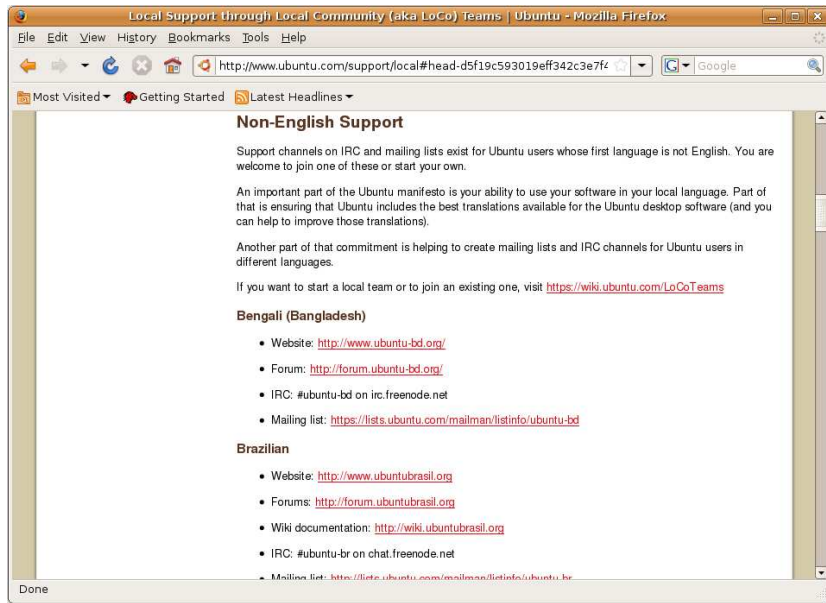 Local Support through Local Community (aka LoCo) Teams | Ubuntu - Mozilla Firefox
File Edit View History Bookmarks Tools Help
http://www.ubuntu.com/support/local#head-d5f19c593019eff342c3e7f4
G Google
Most Visited Getting Started Latest Headlines
Non-English Support
Support channels on IRC and mailing lists exist for Ubuntu users whose first language is not English. You are
welcome to join one of these or start your own.
An important part of the Ubuntu manifesto is your ability to use your software in your local language. Part of
that is ensuring that Ubuntu includes the best translations available for the Ubuntu desktop software (and you
can help to improve those translations).
Another part of that commitment is helping to create mailing lists and IRC channels for Ubuntu users in
different languages.
If you want to start a local team or to join an existing one, visit https://wiki.ubuntu.com/LoCoTeams
Bengali (Bangladesh)
• Website: http://www.ubuntu-bd.org/
• Forum: http://forum.ubuntu-bd.org/
• IRC: #ubuntu-bd on irc.freenode.net
• Mailing list: https://lists.ubuntu.com/mailman/listinfo/ubuntu-bd
Brazilian
• Website: http://www.ubuntubrasil.org
• Forums: http://forum.ubuntubrasil.org
• Wiki documentation: http://wiki.ubuntubrasil.org
• IRC: #ubuntu-br on chat.freenode.net
• Mailing list: http://lists.ubuntu.com/mailman/listinfo/ubuntu-br
Done